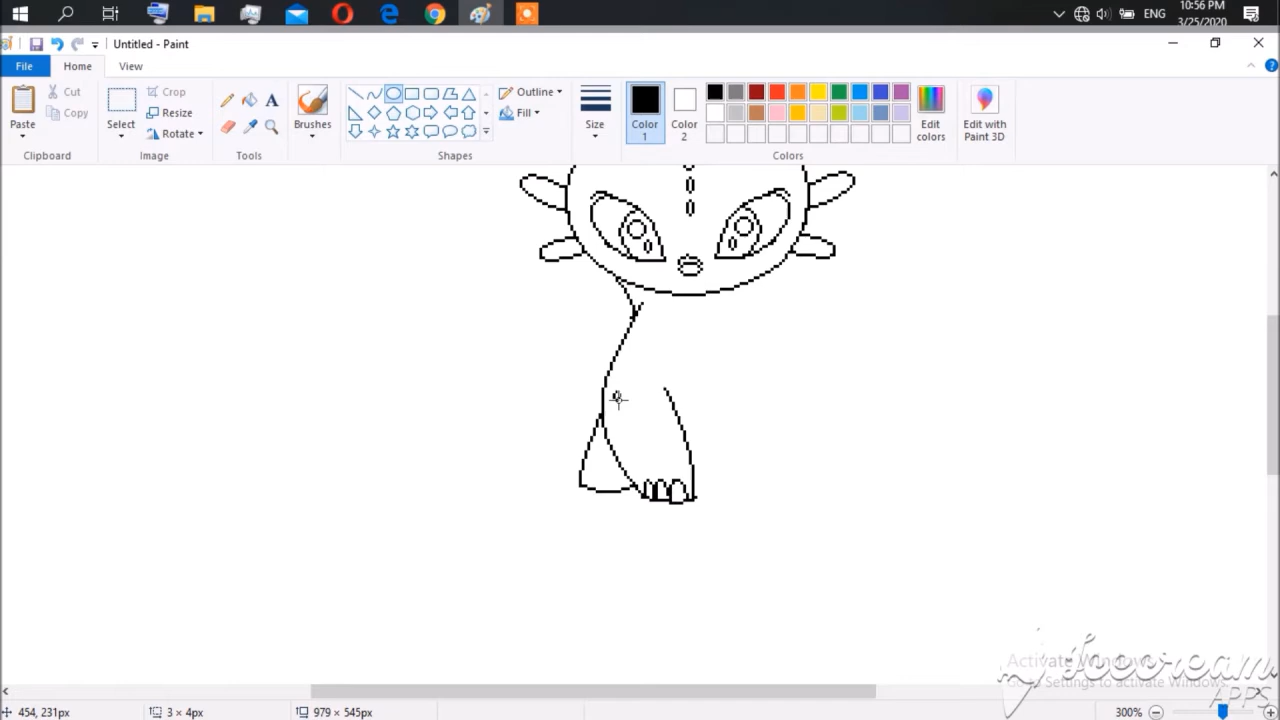 ENG
10:56 PM
3/25/2020
Untitled - Paint
File Home View
Paste
Cut
Copy
Clipboard
Select
Crop
Resize
Rotate
Image
Tools
Brushes
Shapes
Outline
Fill
Size
Color 1
Color 2
Colors
Edit colors
Edit with Paint 3D
Activate Windows
Go to Settings to activate Windows.
Icecream
APPS
454, 231px
3 × 4px
979 × 545px
300%